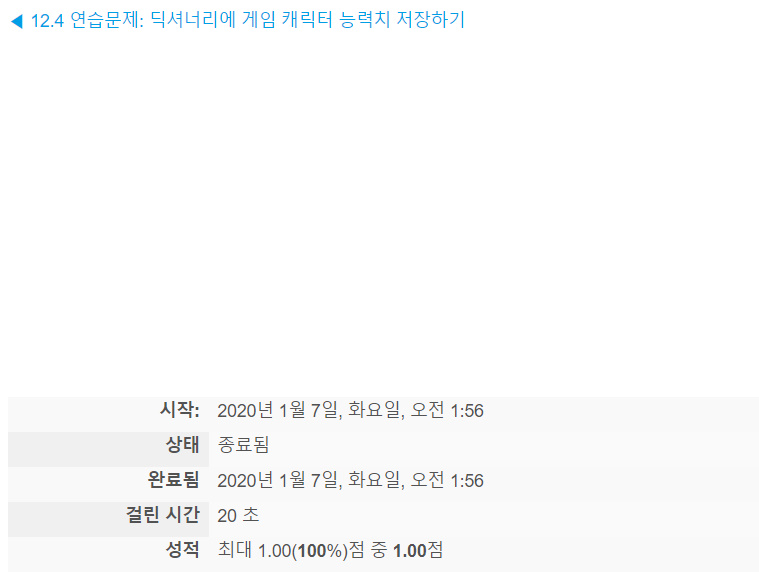 ◀ 12.4 연습문제: 딕셔너리에 게임 캐릭터 능력치 저장하기
시작: 2020년 1월 7일, 화요일, 오전 1:56
상태 종료됨
완료됨 2020년 1월 7일, 화요일, 오전 1:56
걸린 시간 20 초
성적 최대 1.00(100%)점 중 1.00점